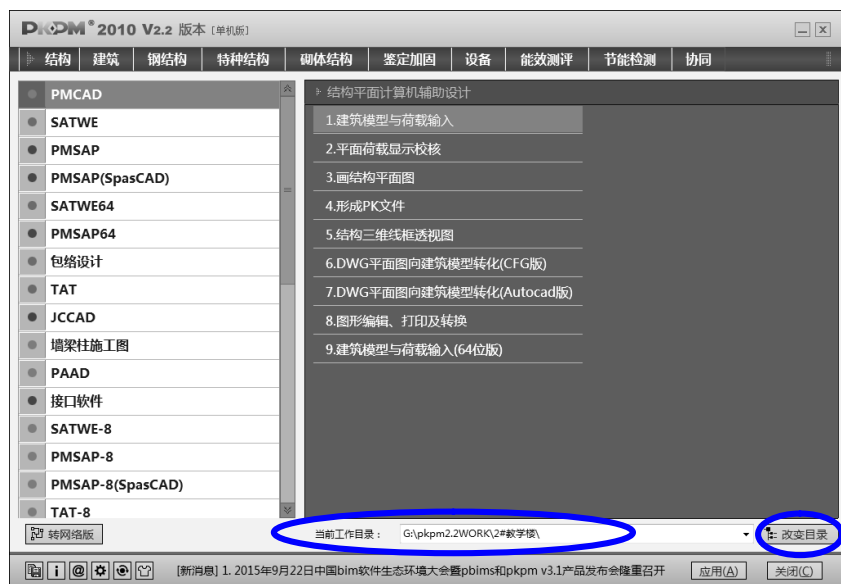 PKPM® 2010 V2.2 版本 [单机版]
结构 建筑 钢结构 特种结构 砌体结构 鉴定加固 设备 能效测评 节能检测 协同
PMCAD
SATWE
PMSAP
PMSAP(SpasCAD)
SATWE64
PMSAP64
包络设计
TAT
JCCAD
墙梁柱施工图
PAAD
接口软件
SATWE-8
PMSAP-8
PMSAP-8(SpasCAD)
TAT-8
结构平面计算机辅助设计
1.建筑模型与荷载输入
2.平面荷载显示校核
3.画结构平面图
4.形成PK文件
5.结构三维线框透视图
6.DWG平面图向建筑模型转化(CFG版)
7.DWG平面图向建筑模型转化(Autocad版)
8.图形编辑、打印及转换
9.建筑模型与荷载输入(64位版)
转网络版 当前工作目录: G:\pkpm2.2WORK\2#教学楼\ 改变目录
[新消息] 1. 2015年9月22日中国bim软件生态环境大会暨pbims和pkpm v3.1产品发布会隆重召开 应用(A) 关闭(C)